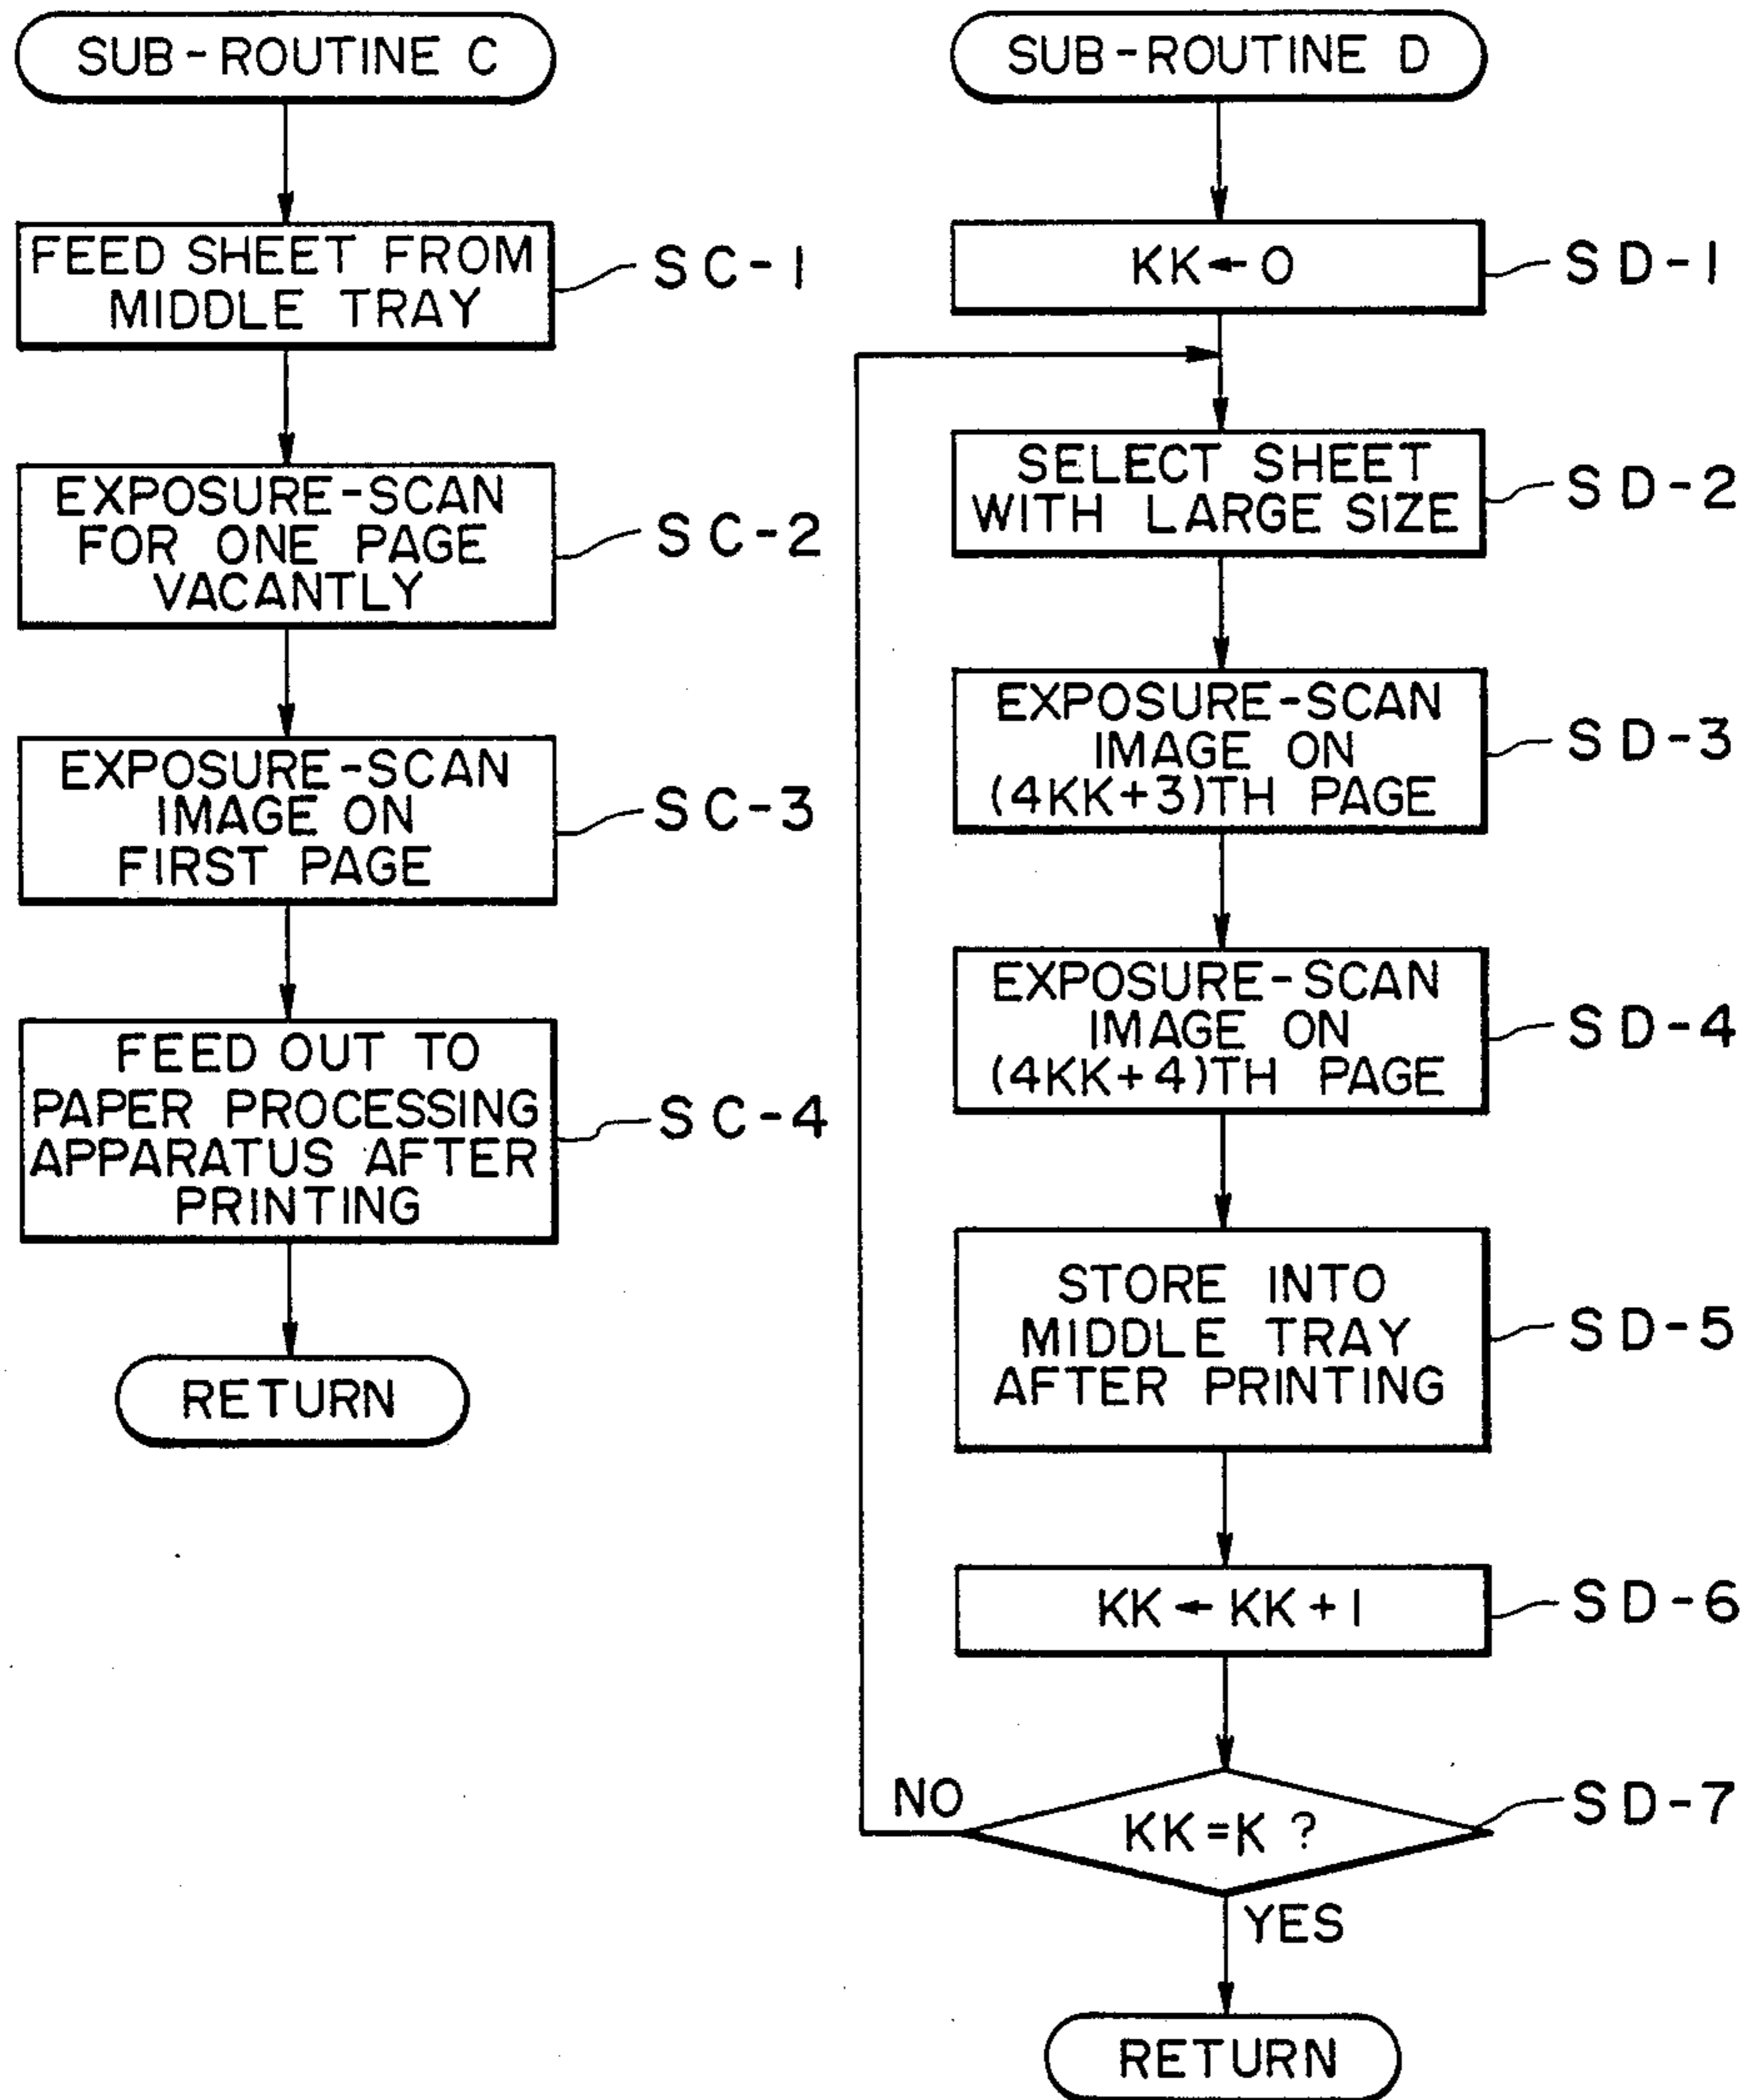 SUB-ROUTINE C
FEED SHEET FROM
MIDDLE TRAY
SC-1
EXPOSURE-SCAN
FOR ONE PAGE
VACANTLY
SC-2
EXPOSURE-SCAN
IMAGE ON
FIRST PAGE
SC-3
FEED OUT TO
PAPER PROCESSING
APPARATUS AFTER
PRINTING
SC-4
RETURN
SUB-ROUTINE D
KK←0
SD-1
SELECT SHEET
WITH LARGE SIZE
SD-2
EXPOSURE-SCAN
IMAGE ON
(4KK+3)TH PAGE
SD-3
EXPOSURE-SCAN
IMAGE ON
(4KK+4)TH PAGE
SD-4
STORE INTO
MIDDLE TRAY
AFTER PRINTING
SD-5
KK←KK+1
SD-6
KK=K ?
SD-7
NO
YES
RETURN